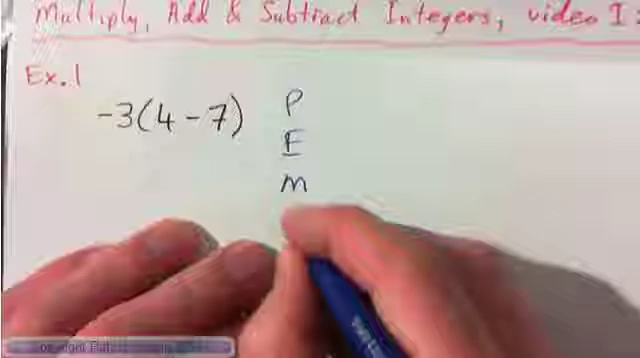 Multiply, Add & Subtract Integers, video I:
Ex. 1
-3(4-7) P
E
M